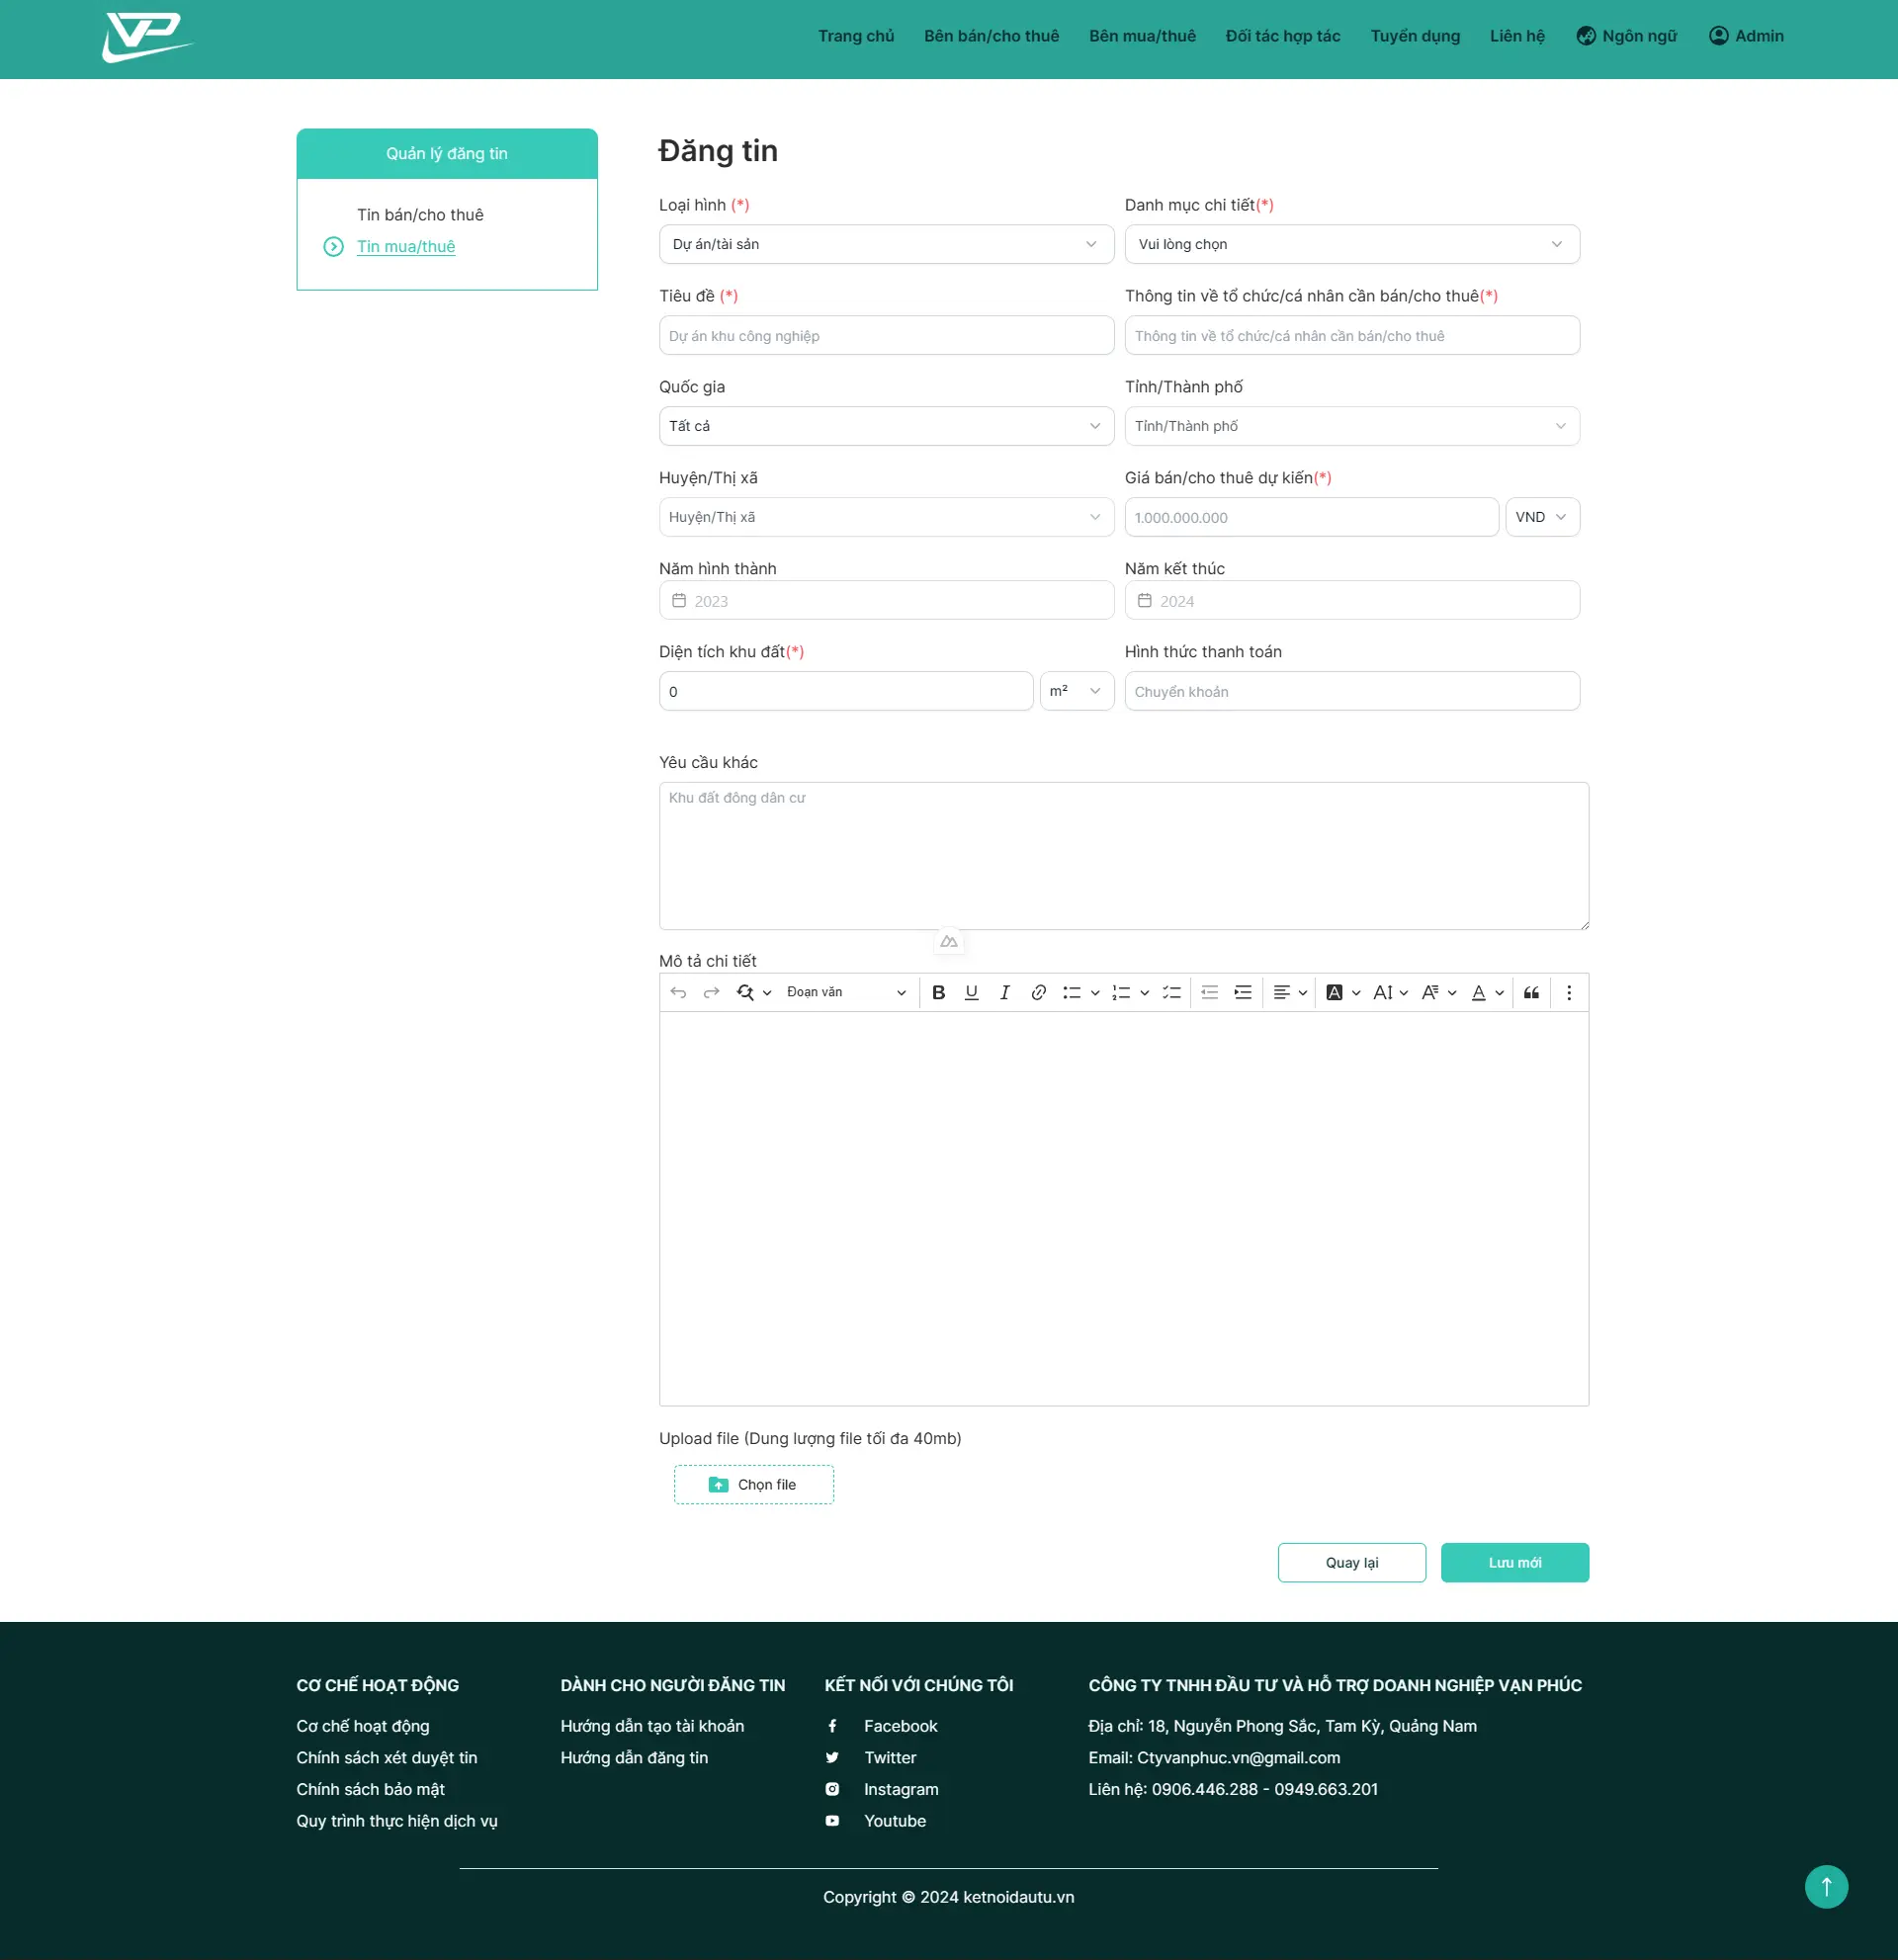 VP
Trang chủ Bên bán/cho thuê Bên mua/thuê Đối tác hợp tác Tuyển dụng Liên hệ Ngôn ngữ Admin
Quản lý đăng tin
Tin bán/cho thuê
Tin mua/thuê
Đăng tin
Loại hình (*) Danh mục chi tiết(*)
Dự án/tài sản Vui lòng chọn
Tiêu đề (*) Thông tin về tổ chức/cá nhân cần bán/cho thuê(*)
Dự án khu công nghiệp Thông tin về tổ chức/cá nhân cần bán/cho thuê
Quốc gia Tỉnh/Thành phố
Tất cả Tỉnh/Thành phố
Huyện/Thị xã Giá bán/cho thuê dự kiến(*)
Huyện/Thị xã 1.000.000.000 VND
Năm hình thành Năm kết thúc
2023 2024
Diện tích khu đất(*) Hình thức thanh toán
0 m² Chuyển khoản
Yêu cầu khác
Khu đất đông dân cư
Mô tả chi tiết
Đoạn văn
Upload file (Dung lượng file tối đa 40mb)
Chọn file
Quay lại Lưu mới
CƠ CHẾ HOẠT ĐỘNG
Cơ chế hoạt động
Chính sách xét duyệt tin
Chính sách bảo mật
Quy trình thực hiện dịch vụ
DÀNH CHO NGƯỜI ĐĂNG TIN
Hướng dẫn tạo tài khoản
Hướng dẫn đăng tin
KẾT NỐI VỚI CHÚNG TÔI
Facebook
Twitter
Instagram
Youtube
CÔNG TY TNHH ĐẦU TƯ VÀ HỖ TRỢ DOANH NGHIỆP VẠN PHÚC
Địa chỉ: 18, Nguyễn Phong Sắc, Tam Kỳ, Quảng Nam
Email: Ctyvanphuc.vn@gmail.com
Liên hệ: 0906.446.288 - 0949.663.201
Copyright © 2024 ketnoidautu.vn